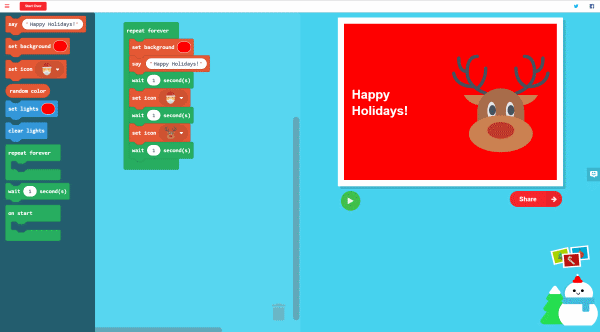 Start Over
say "Happy Holidays!"
set background
set icon
random color
set lights
clear lights
repeat forever
wait 1 second(s)
on start
repeat forever
set background
say "Happy Holidays!"
wait 1 second(s)
set icon
wait 1 second(s)
set icon
wait 1 second(s)
Happy
Holidays!
Share